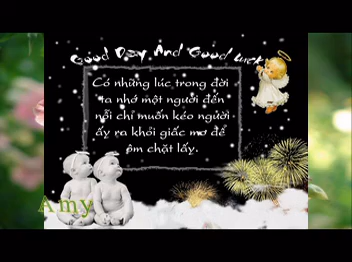 Good Day And Good Luck
Có những lúc trong đời
ta nhớ một người đến
nỗi chỉ muốn kéo người
ấy ra khỏi giấc mơ để
ôm chặt lấy.
Amy